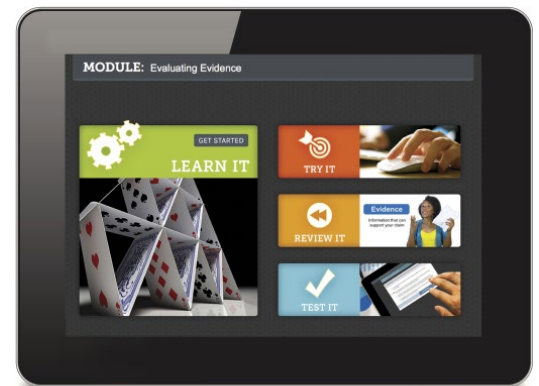 MODULE: Evaluating Evidence
GET STARTED
LEARN IT
TRY IT
REVIEW IT
Evidence
Information that can
support your claim
TEST IT